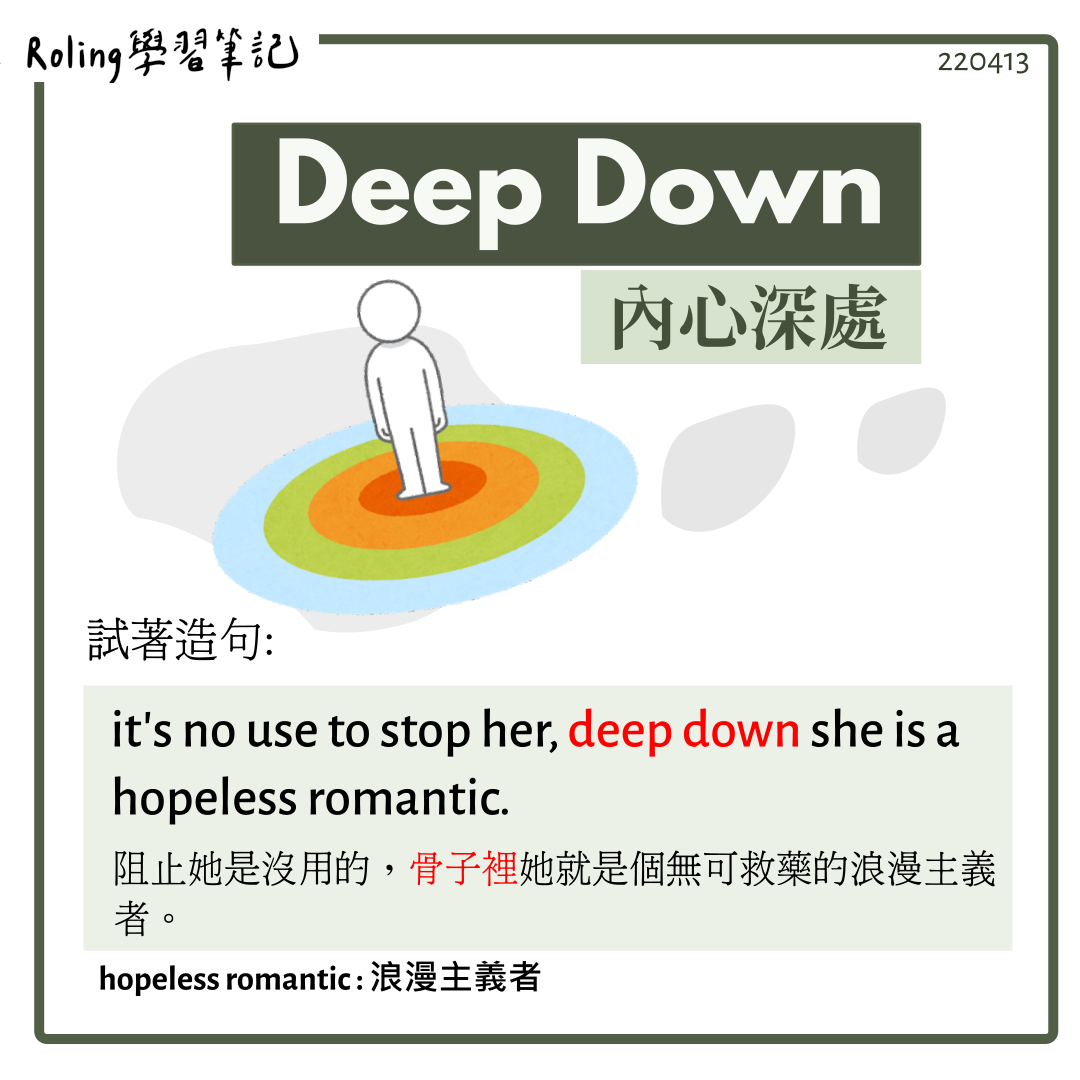 Roling學習筆記
220413
Deep Down
內心深處
試著造句:
it's no use to stop her, deep down she is a
hopeless romantic.
阻止她是沒用的，骨子裡她就是個無可救藥的浪漫主義
者。
hopeless romantic : 浪漫主義者